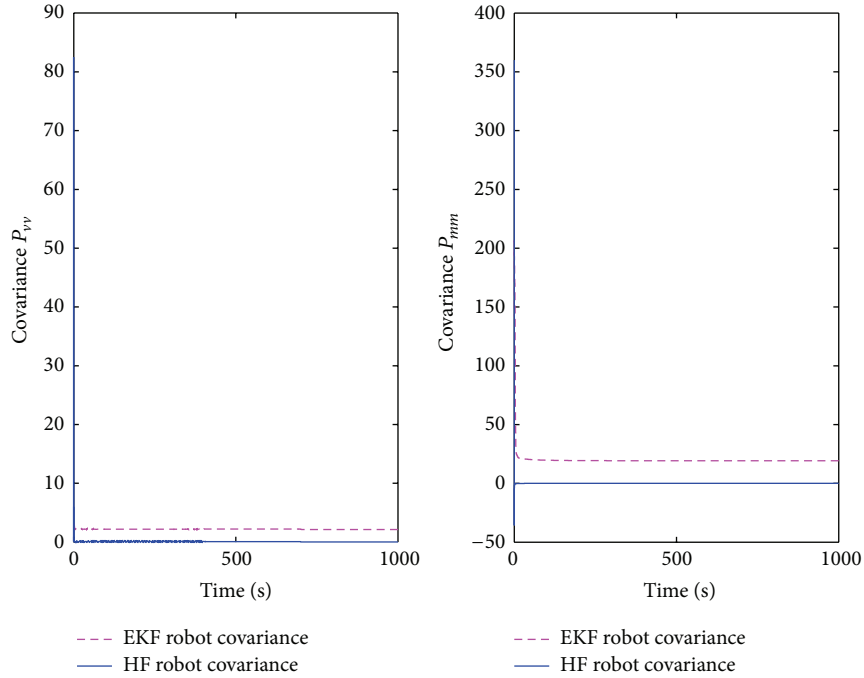 90
80
70
60
50
40
30
20
10
0
Covariance P_vv
0 500 1000
Time (s)
EKF robot covariance
HF robot covariance
400
350
300
250
200
150
100
50
0
−50
Covariance P_mm
0 500 1000
Time (s)
EKF robot covariance
HF robot covariance